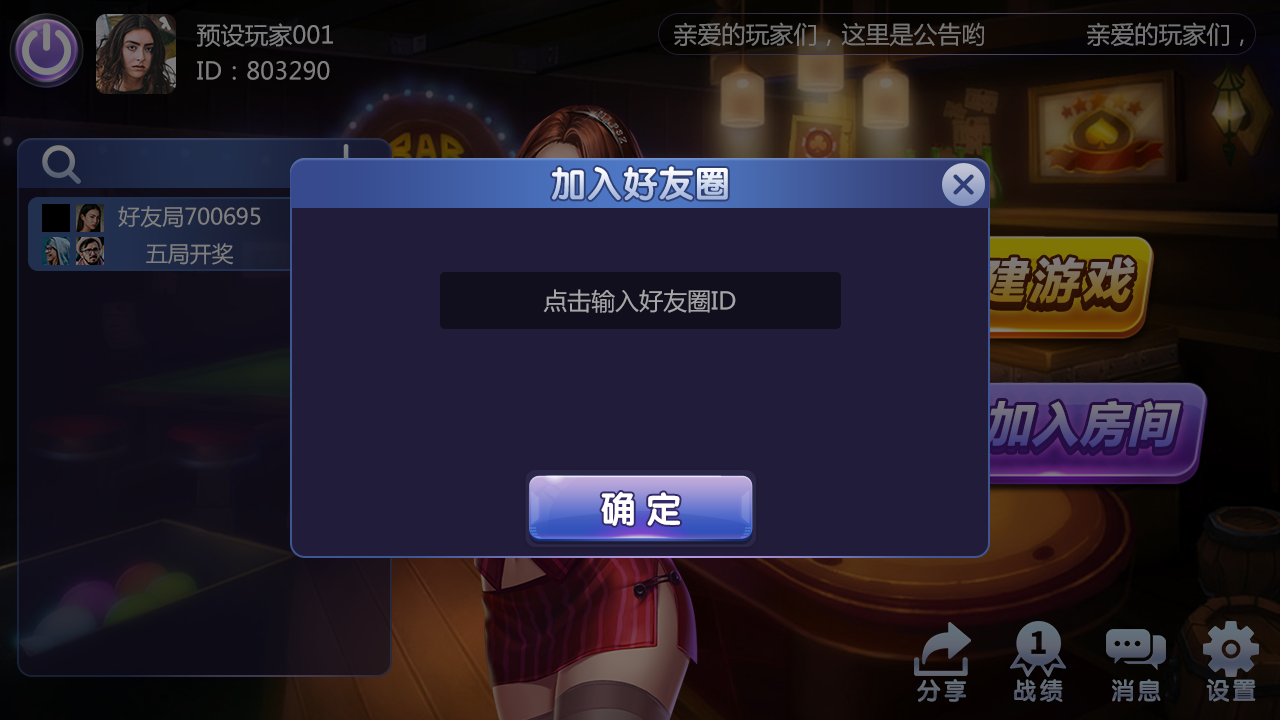 预设玩家001
ID：803290
亲爱的玩家们，这里是公告哟
亲爱的玩家们，
BAR
加入好友圈
好友局700695
五局开奖
点击输入好友圈ID
建游戏
加入房间
确 定
1
分享
战绩
消息
设置